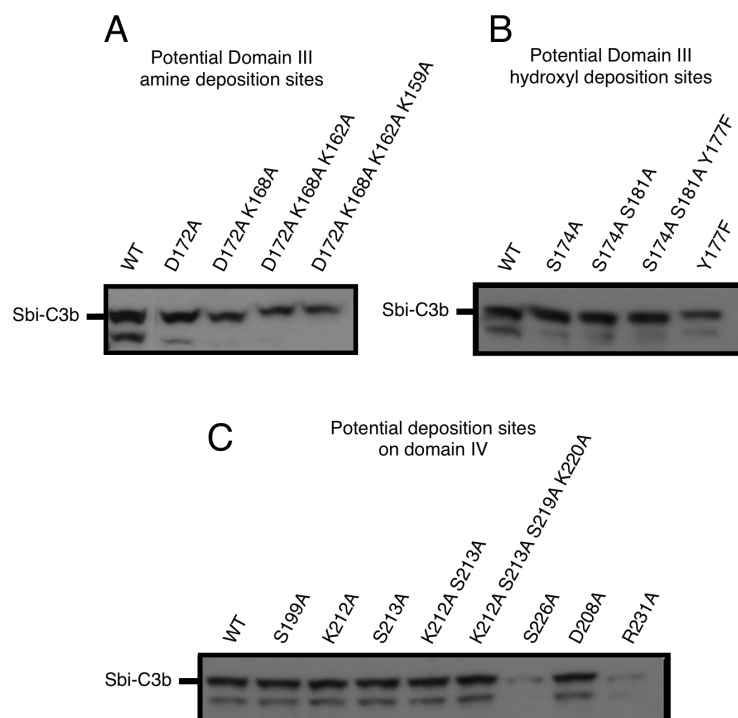 A
Potential Domain III
amine deposition sites
WT
D172A
D172A K168A
D172A K168A K162A
D172A K168A K162A K159A
Sbi-C3b
B
Potential Domain III
hydroxyl deposition sites
WT
S174A
S174A S181A
S174A S181A Y177F
Y177F
Sbi-C3b
C
Potential deposition sites
on domain IV
WT
S199A
K212A
S213A
K212A S213A
K212A S213A S219A K220A
S226A
D208A
R231A
Sbi-C3b